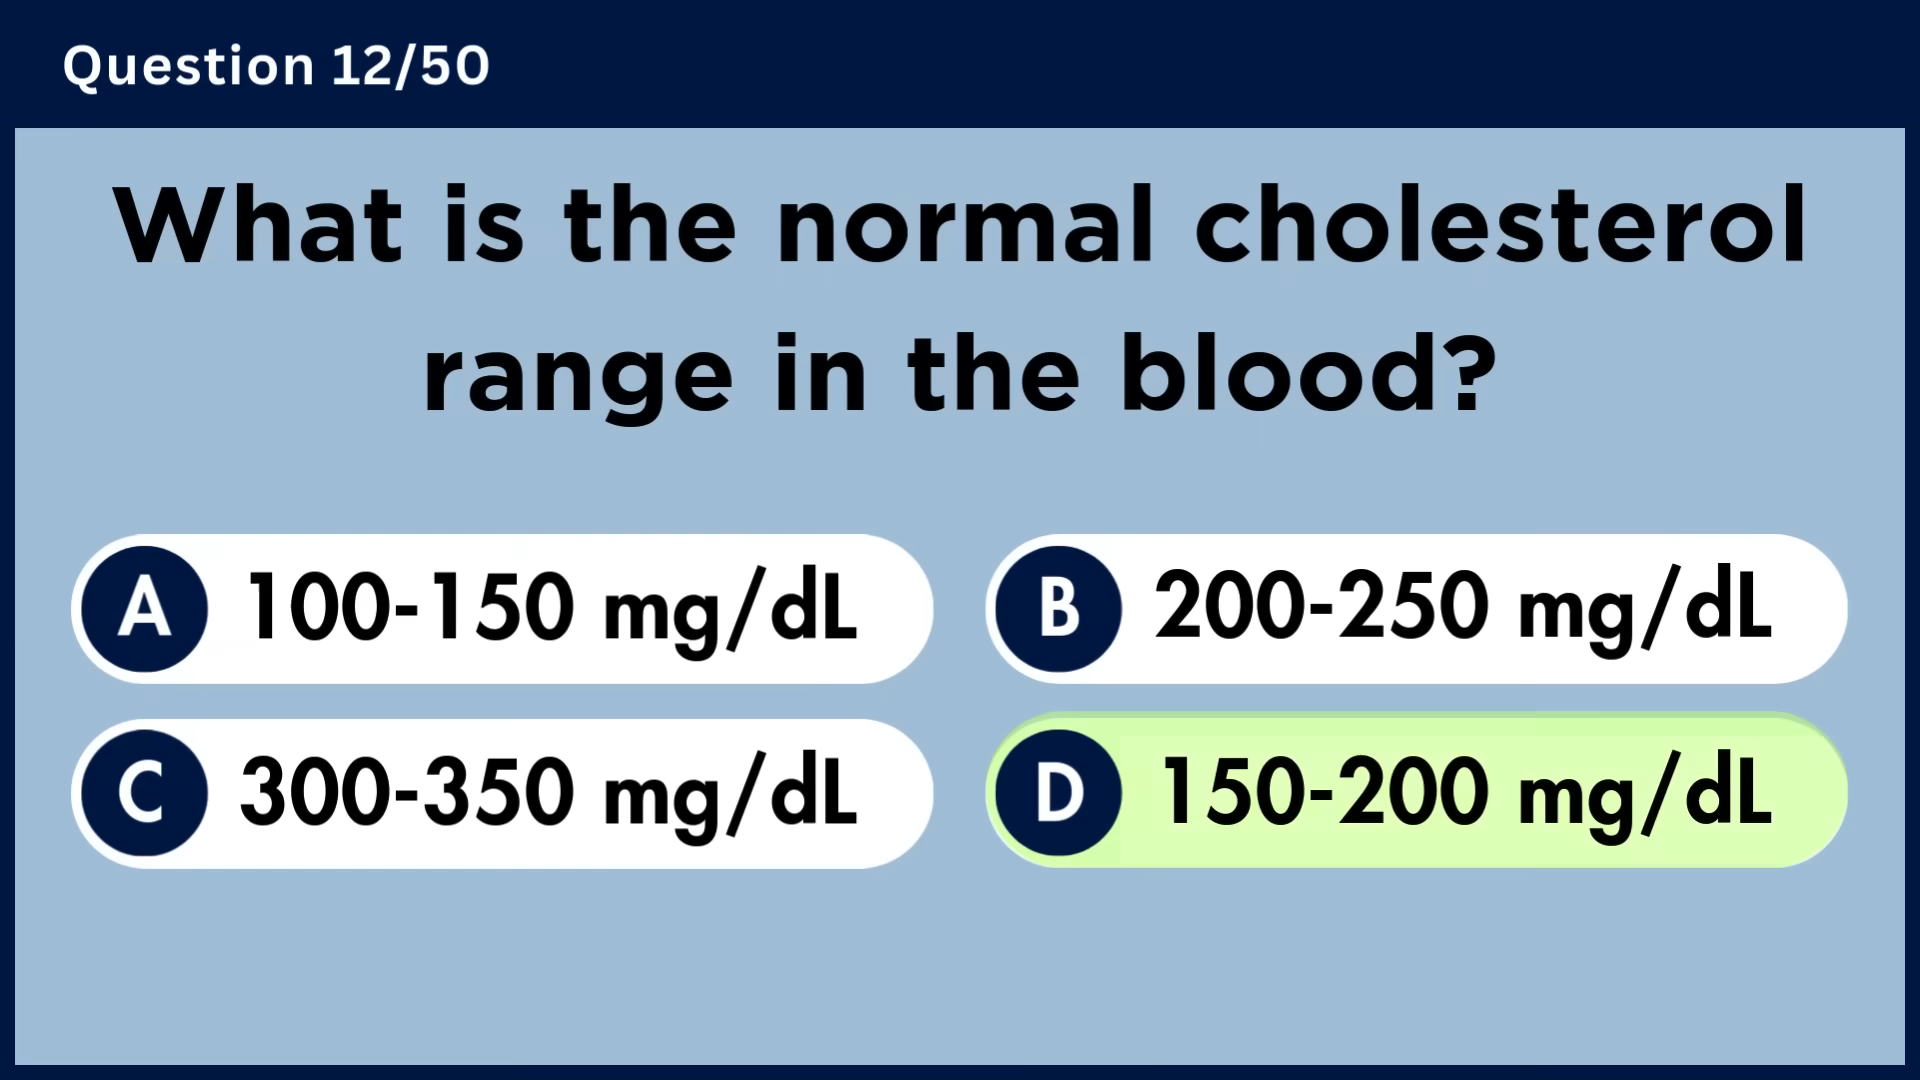 Question 12/50
What is the normal cholesterol
range in the blood?
A 100-150 mg/dL
B 200-250 mg/dL
C 300-350 mg/dL
D 150-200 mg/dL